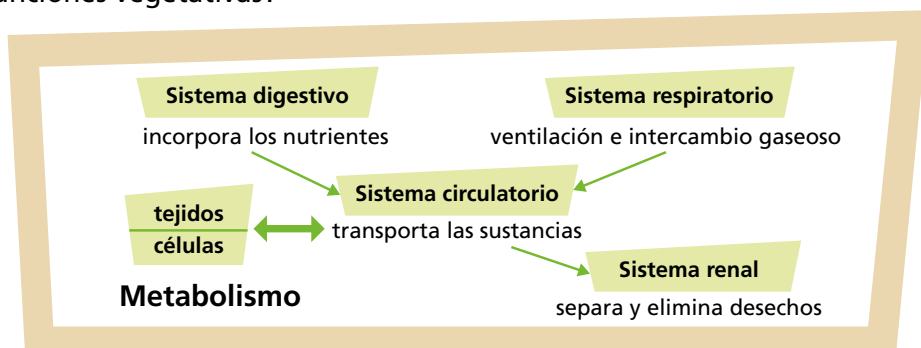 funciones vegetativas?
Sistema digestivo
incorpora los nutrientes
Sistema respiratorio
ventilación e intercambio gaseoso
Sistema circulatorio
transporta las sustancias
tejidos
células
Metabolismo
Sistema renal
separa y elimina desechos